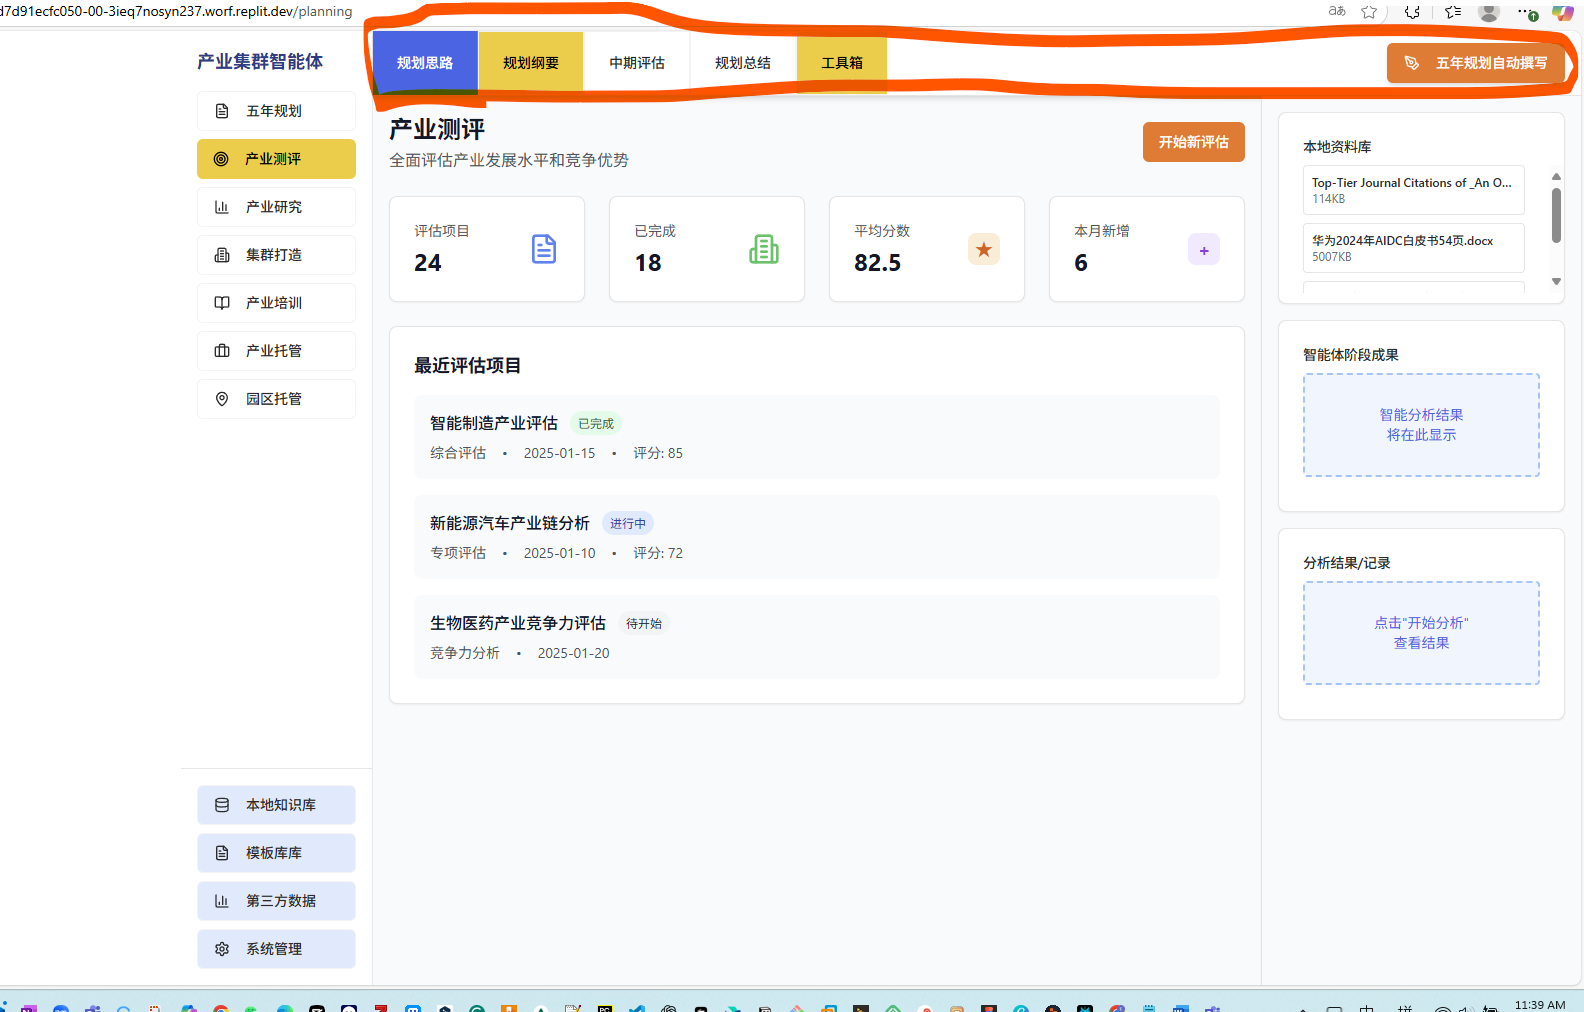 d7d91ecfc050-00-3ieq7nosyn237.worf.replit.dev/planning
产业集群智能体
五年规划
产业测评
产业研究
集群打造
产业培训
产业托管
园区托管
本地知识库
模板库库
第三方数据
系统管理
规划思路 规划纲要 中期评估 规划总结 工具箱 五年规划自动撰写
产业测评
全面评估产业发展水平和竞争优势
开始新评估
评估项目
24
已完成
18
平均分数
82.5
本月新增
6
最近评估项目
智能制造产业评估 已完成
综合评估 • 2025-01-15 • 评分: 85
新能源汽车产业链分析 进行中
专项评估 • 2025-01-10 • 评分: 72
生物医药产业竞争力评估 待开始
竞争力分析 • 2025-01-20
本地资料库
Top-Tier Journal Citations of _An O...
114KB
华为2024年AIDC白皮书54页.docx
5007KB
智能体阶段成果
智能分析结果
将在此显示
分析结果/记录
点击"开始分析"
查看结果
11:39 AM